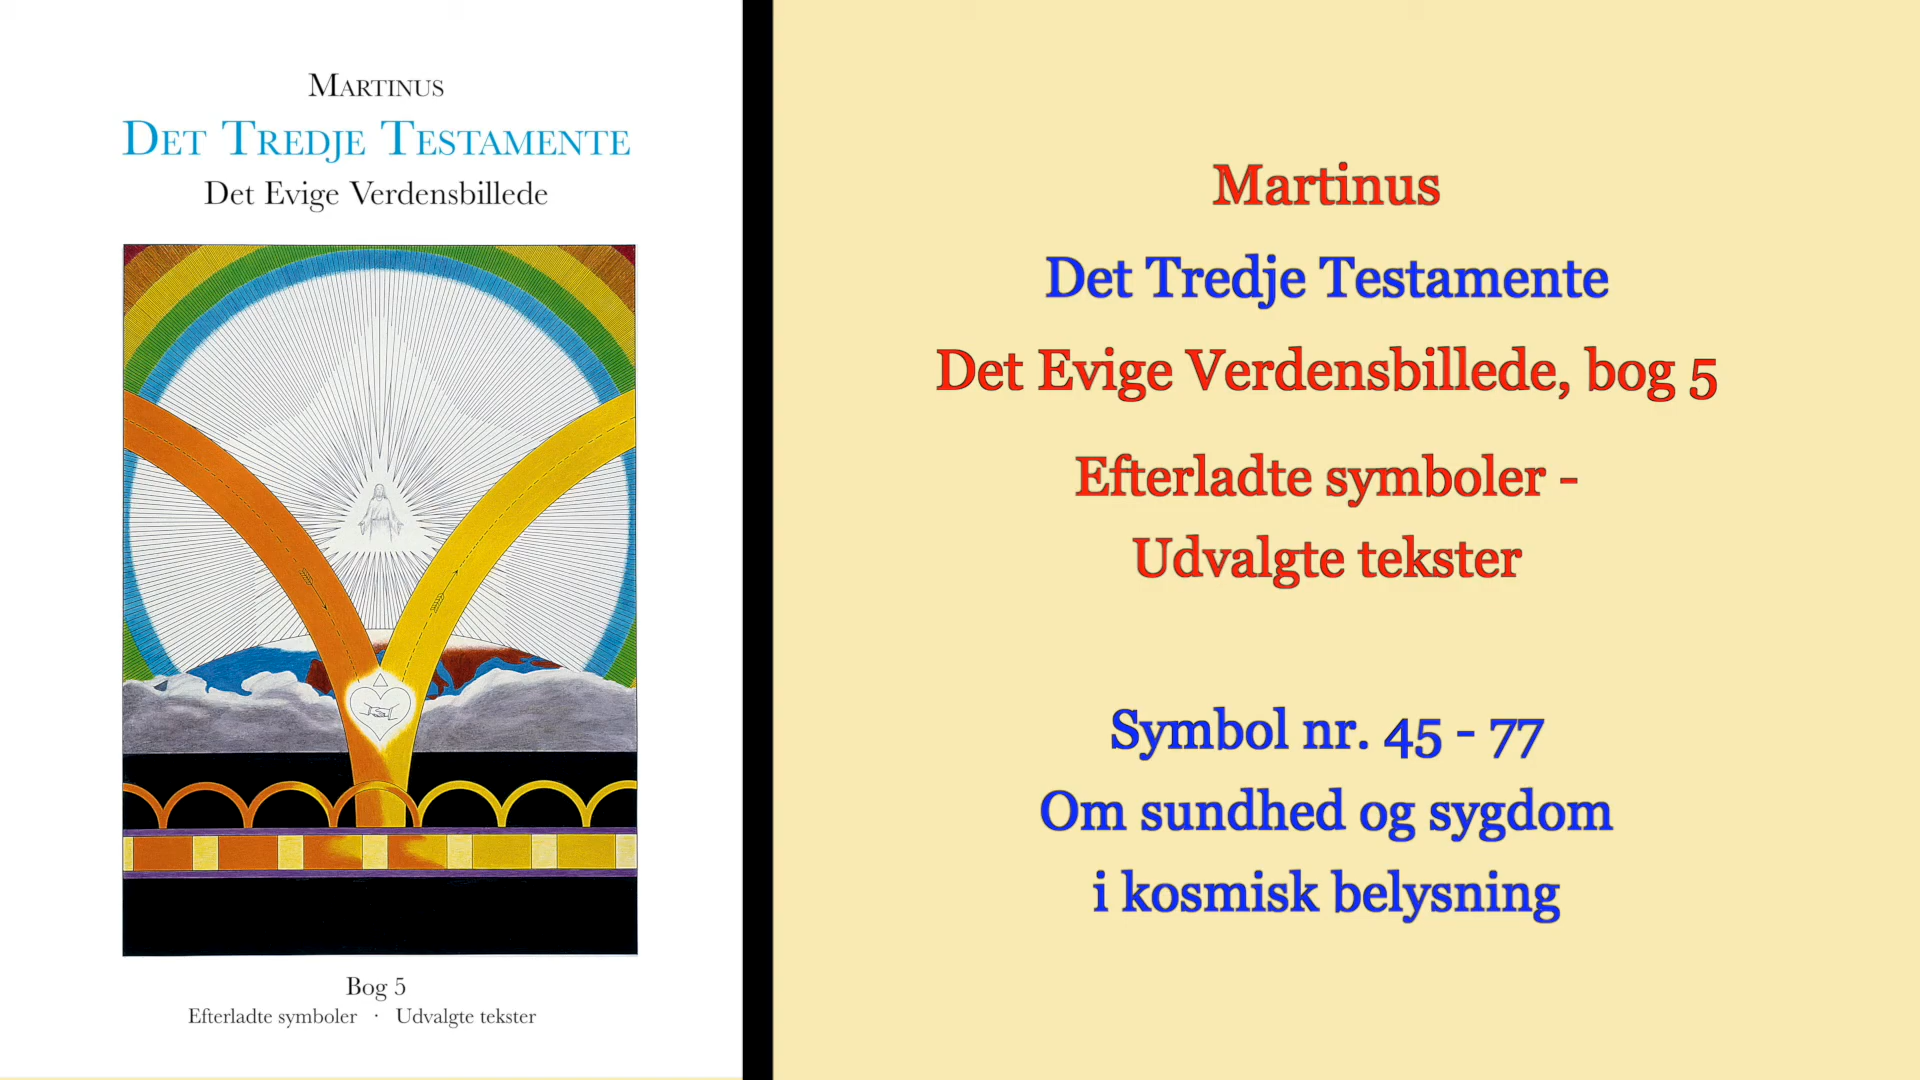 Martinus
Det Tredje Testamente
Det Evige Verdensbillede
Bog 5
Efterladte symboler · Udvalgte tekster
Martinus
Det Tredje Testamente
Det Evige Verdensbillede, bog 5
Efterladte symboler -
Udvalgte tekster
Symbol nr. 45 - 77
Om sundhed og sygdom
i kosmisk belysning